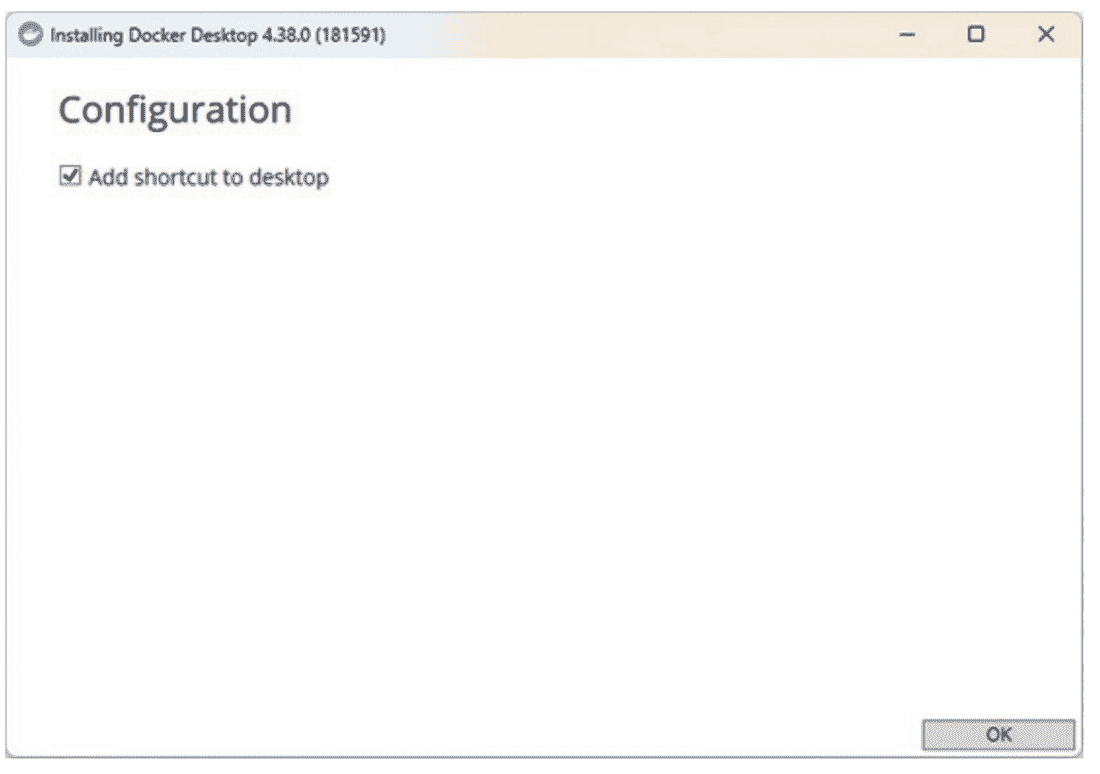 Installing Docker Desktop 4.38.0 (181591)
Configuration
Add shortcut to desktop
OK